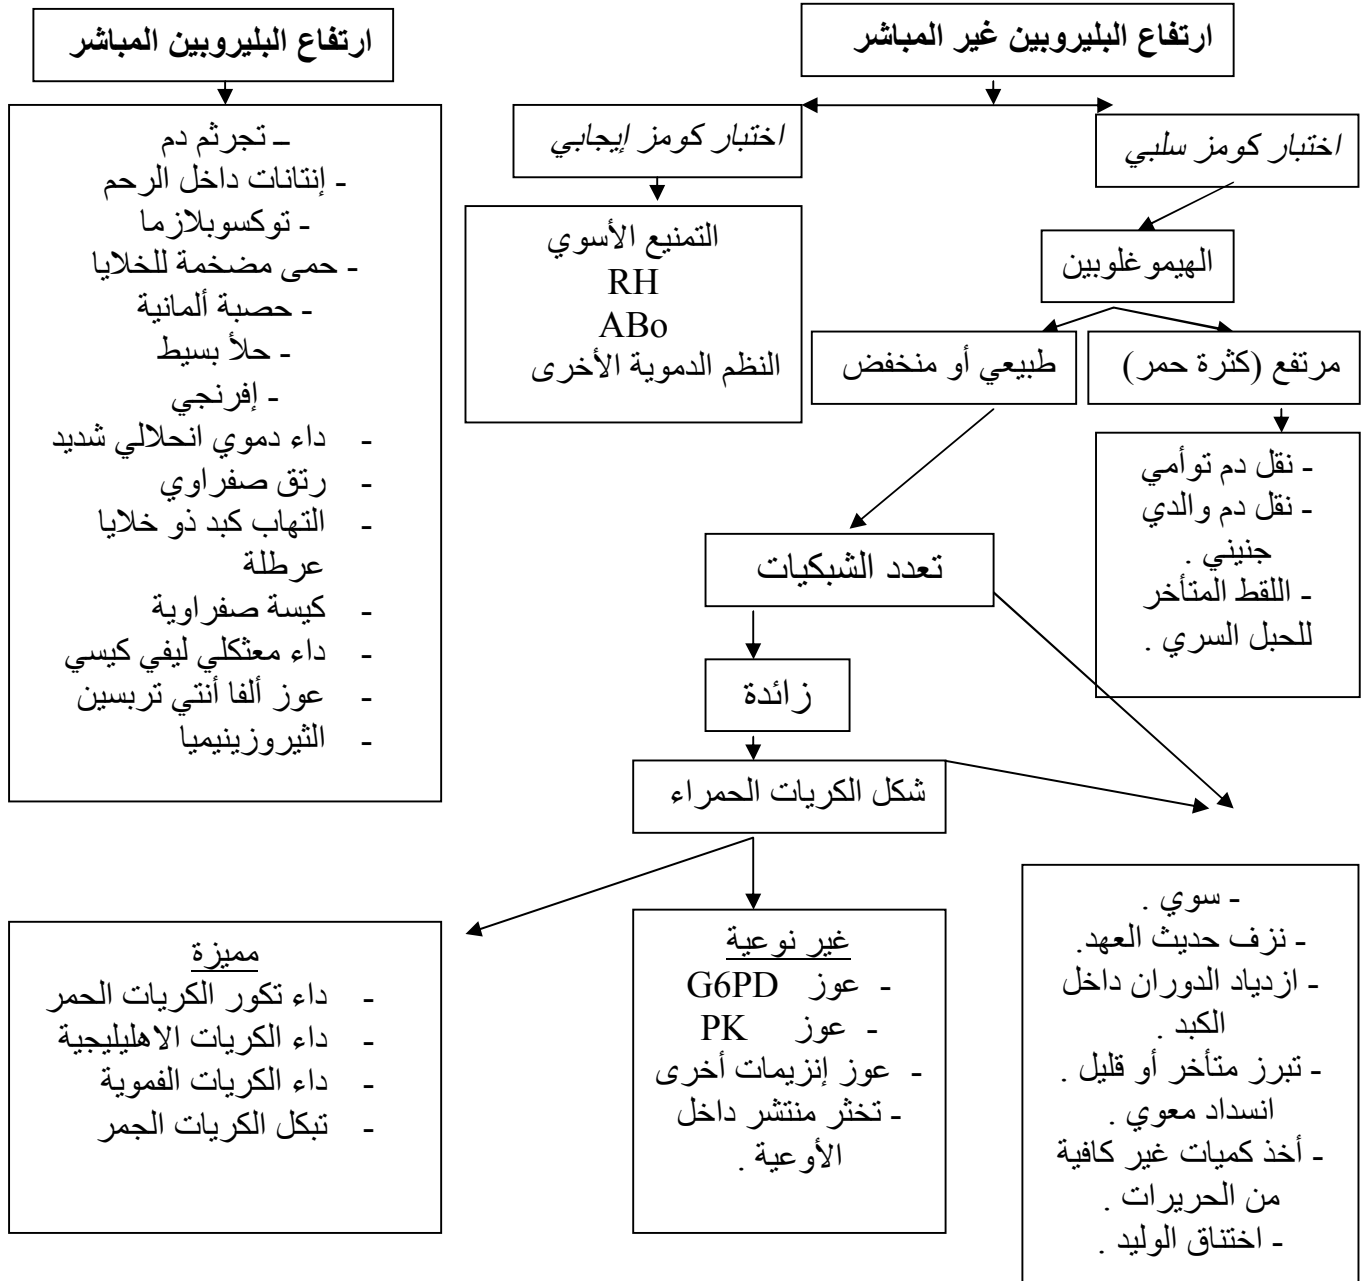 ارتفاع البليروبين غير المباشر
ارتفاع البليروبين المباشر
اختبار كومز سلبي
اختبار كومز إيجابي
ــ تجرثم دم
- إنتانات داخل الرحم
- توكسوبلازما
- حمى مضخمة للخلايا
- حصبة ألمانية
- حلأ بسيط
- إفرنجي
- داء دموي انحلالي شديد
- رتق صفراوي
- التهاب كبد ذو خلايا
عرطلة
- كيسة صفراوية
- داء معثكلي ليفي كيسي
- عوز ألفا أنتي تربسين
- الثيروزينيميا
التمنيع الأسوي
RH
ABo
النظم الدموية الأخرى
الهيموغلوبين
مرتفع (كثرة حمر)
طبيعي أو منخفض
- نقل دم توأمي
- نقل دم والدي
جنيني .
- اللقط المتأخر
للحبل السري .
تعدد الشبكيات
زائدة
شكل الكريات الحمراء
- سوي .
- نزف حديث العهد.
- ازدياد الدوران داخل
الكبد .
- تبرز متأخر أو قليل .
انسداد معوي .
- أخذ كميات غير كافية
من الحريرات .
- اختناق الوليد .
غير نوعية
- عوز G6PD
- عوز PK
- عوز إنزيمات أخرى
- تخثر منتشر داخل
الأوعية .
مميزة
- داء تكور الكريات الحمر
- داء الكريات الاهليليجية
- داء الكريات الفموية
- تبكل الكريات الجمر